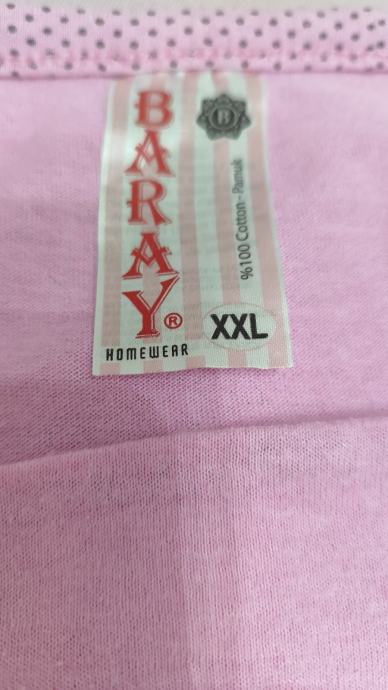 BARAY®
HOMEWEAR
B
%100 Cotton - Pamuk
XXL